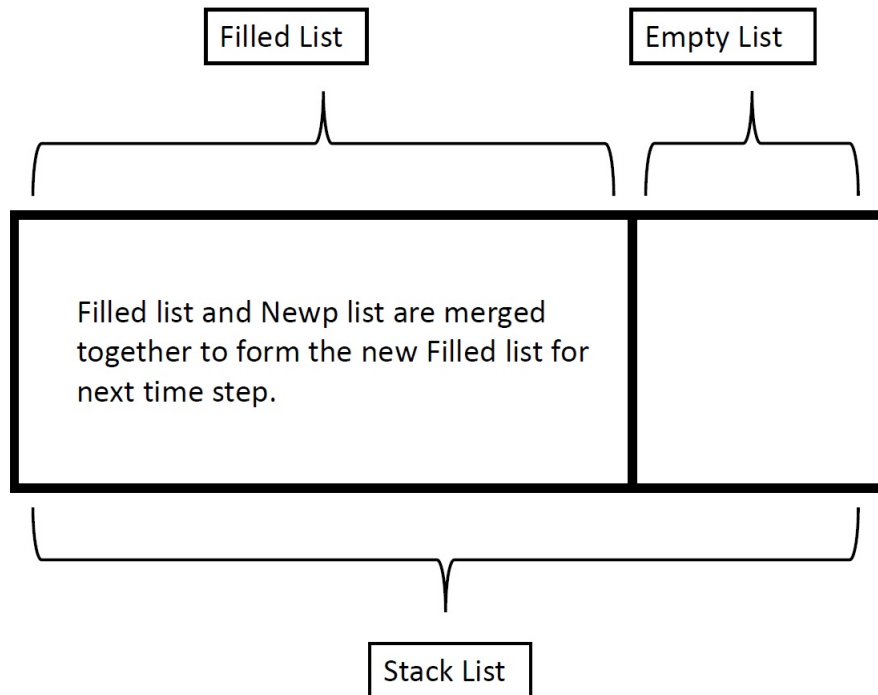 Filled List
Empty List
Filled list and Newp list are merged
together to form the new Filled list for
next time step.
Stack List